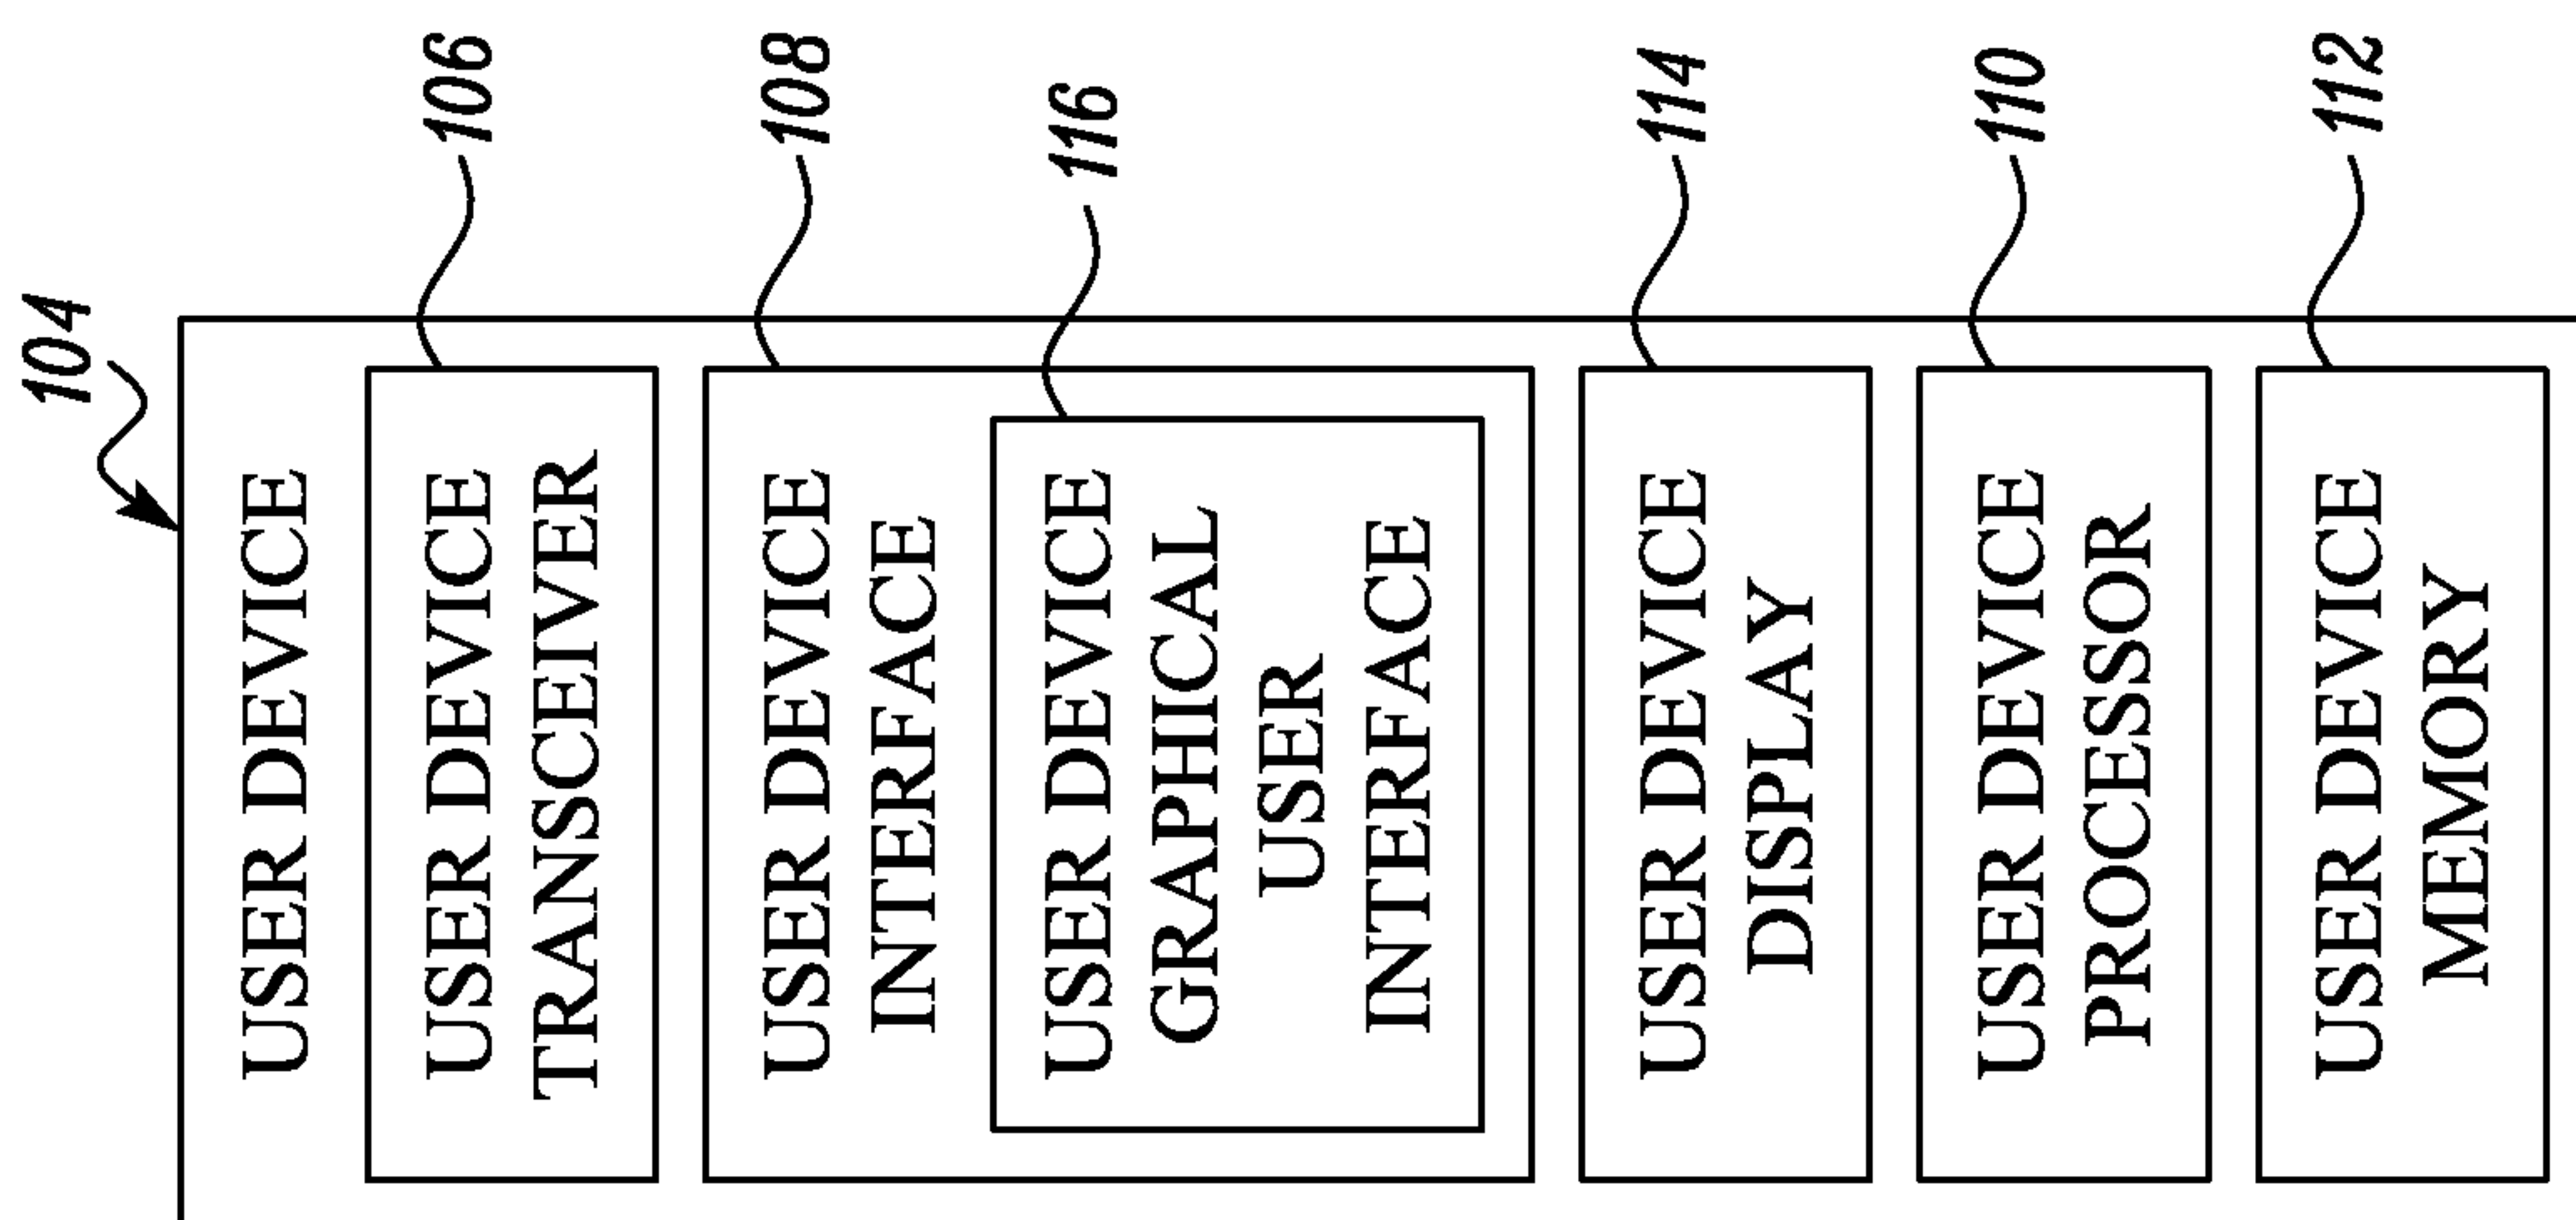 104
USER DEVICE
106
USER DEVICE
TRANSCEIVER
108
USER DEVICE
INTERFACE
116
USER DEVICE
GRAPHICAL
USER
INTERFACE
114
USER DEVICE
DISPLAY
110
USER DEVICE
PROCESSOR
112
USER DEVICE
MEMORY